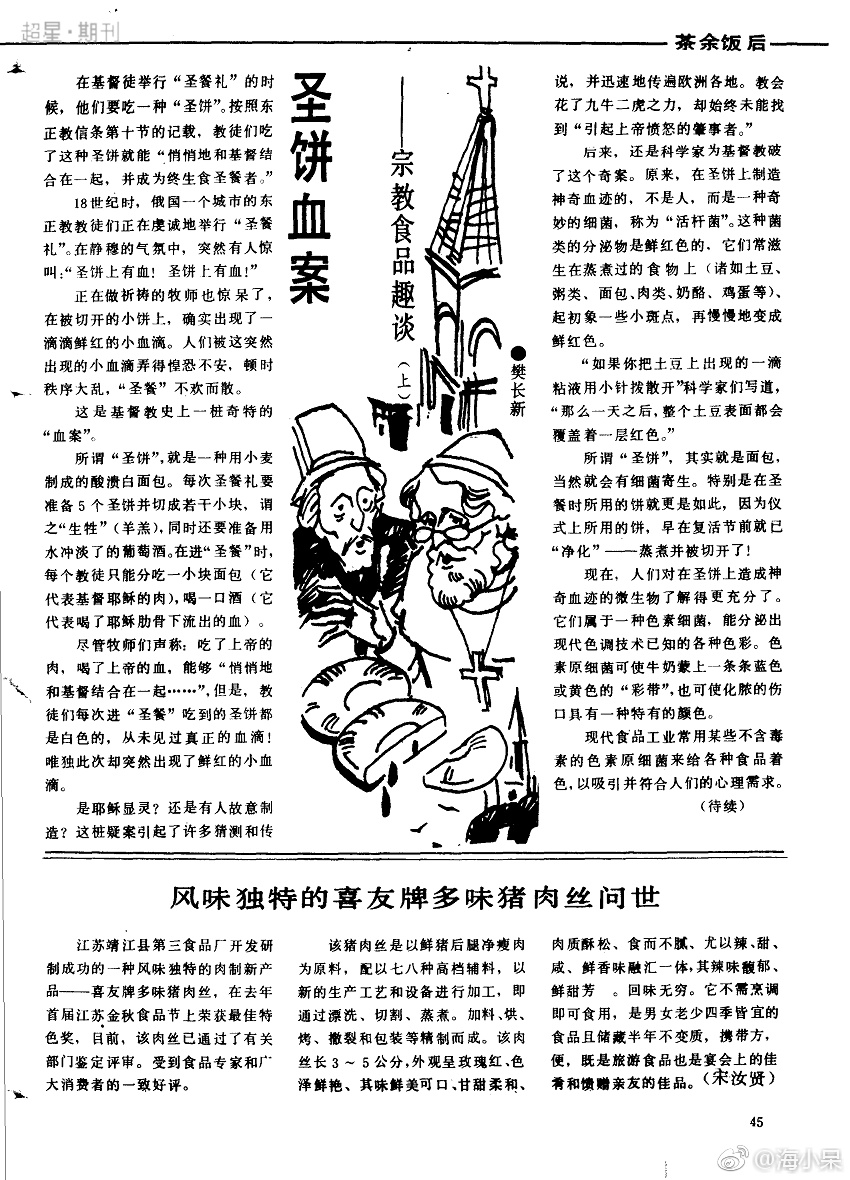 超星·期刊
茶余饭后
圣饼血案
——宗教食品趣谈（上）
●樊长新
在基督徒举行“圣餐礼”的时
候，他们要吃一种“圣饼”。按照东
正教信条第十节的记载，教徒们吃
了这种圣饼就能“悄悄地和基督结
合在一起，并成为终生食圣餐者。”
18世纪时，俄国一个城市的东
正教教徒们正在虔诚地举行“圣餐
礼”。在静穆的气氛中，突然有人惊
叫：“圣饼上有血！圣饼上有血！”
正在做祈祷的牧师也惊呆了，
在被切开的小饼上，确实出现了一
滴滴鲜红的小血滴。人们被这突然
出现的小血滴弄得惶恐不安，顿时
秩序大乱，“圣餐”不欢而散。
这是基督教史上一桩奇特的
“血案”。
所谓“圣饼”，就是一种用小麦
制成的酸渍白面包。每次圣餐礼要
准备5个圣饼并切成若干小块，谓
之“生牲”（羊羔），同时还要准备用
水冲淡了的葡萄酒。在进“圣餐”时，
每个教徒只能分吃一小块面包（它
代表基督耶稣的肉），喝一口酒（它
代表喝了耶稣肋骨下流出的血）。
尽管牧师们声称：吃了上帝的
肉，喝了上帝的血，能够“悄悄地
和基督结合在一起……”，但是，教
徒们每次进“圣餐”吃到的圣饼都
是白色的，从未见过真正的血滴！
唯独此次却突然出现了鲜红的小血
滴。
是耶稣显灵？还是有人故意制
造？这桩疑案引起了许多猜测和传
说，并迅速地传遍欧洲各地。教会
花了九牛二虎之力，却始终未能找
到“引起上帝愤怒的肇事者。”
后来，还是科学家为基督教破
了这个奇案。原来，在圣饼上制造
神奇血迹的，不是人，而是一种奇
妙的细菌，称为“活杆菌”。这种菌
类的分泌物是鲜红色的．它们常滋
生在蒸煮过的食物上（诸如土豆、
粥类、面包、肉类、奶酪、鸡蛋等）、
起初象一些小斑点，再慢慢地变成
鲜红色。
“如果你把土豆上出现的一滴
粘液用小针拨散开”科学家们写道，
“那么一天之后，整个土豆表面都会
覆盖着一层红色。”
所谓“圣饼”，其实就是面包，
当然就会有细菌寄生。特别是在圣
餐时所用的饼就更是如此，因为仪
式上所用的饼，早在复活节前就已
“净化”——蒸煮并被切开了！
现在，人们对在圣饼上造成神
奇血迹的微生物了解得更充分了。
它们属于一种色素细菌，能分泌出
现代色调技术已知的各种色彩。色
素原细菌可使牛奶蒙上一条条蓝色
或黄色的“彩带”，也可使化脓的伤
口具有一种特有的颜色。
现代食品工业常用某些不含毒
素的色素原细菌来给各种食品着
色，以吸引并符合人们的心理需求。
（待续）
风味独特的喜友牌多味猪肉丝问世
江苏靖江县第三食品厂开发研
制成功的一种风味独特的肉制新产
品——喜友牌多味猪肉丝，在去年
首届江苏金秋食品节上荣获最佳特
色奖，目前，该肉丝已通过了有关
部门鉴定评审。受到食品专家和广
大消费者的一致好评。
该猪肉丝是以鲜猪后腿净瘦肉
为原料，配以七八种高档辅料，以
新的生产工艺和设备进行加工，即
通过漂洗、切割、蒸煮。加料、烘、
烤、撤裂和包装等精制而成。该肉
丝长3～5公分，外观呈玫瑰红、色
泽鲜艳、其味鲜美可口、甘甜柔和、
肉质酥松、食而不腻、尤以辣、甜、
咸、鲜香味融汇一体，其辣味馥郁、
鲜甜芳　。回味无穷。它不需烹调
即可食用，是男女老少四季皆宜的
食品且储藏半年不变质，携带方，
便，既是旅游食品也是宴会上的佳
肴和馈赠亲友的佳品。（宋汝贤）
45
@海小呆